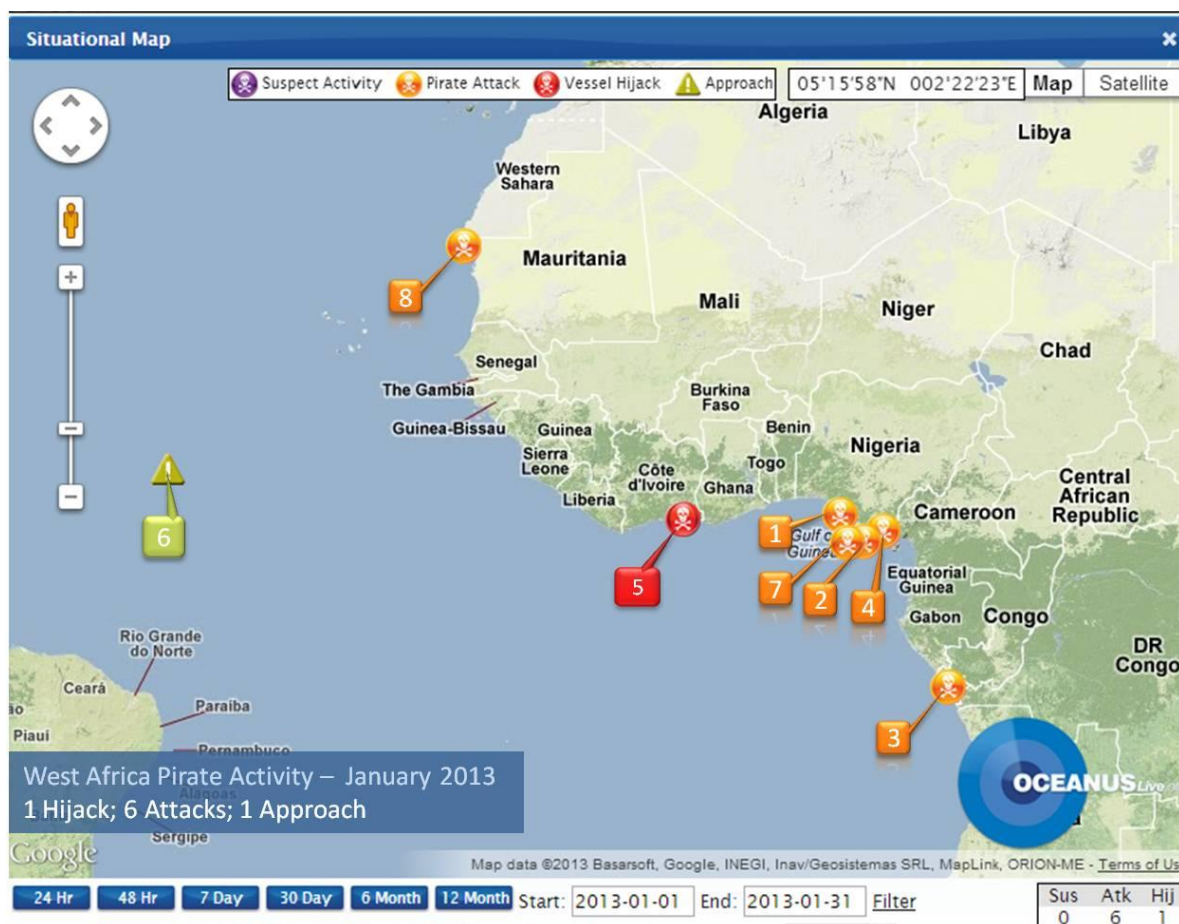 Situational Map
Suspect Activity Pirate Attack Vessel Hijack Approach
05°15'58"N 002°22'23"E Map Satellite
Algeria
Libya
Western
Sahara
Mauritania
8
Mali
Niger
Chad
Senegal
The Gambia
Burkina
Faso
Guinea-Bissau
Guinea
Benin
Nigeria
Sierra
Leone
Côte
d'Ivoire
Togo
Ghana
Liberia
Central
African
Republic
Cameroon
6
1
Gulf of
Guinea
5
7
2
4
Equatorial
Guinea
Gabon
Congo
DR
Congo
3
Rio Grande
do Norte
Ceará
Paraiba
Piaui
Pernambuco
West Africa Pirate Activity – January 2013
Alagoas
1 Hijack; 6 Attacks; 1 Approach
Sergipe
OCEANUS Live
Google
Map data ©2013 Basarsoft, Google, INEGI, Inav/Geosistemas SRL, MapLink, ORION-ME - Terms of Us
24 Hr 48 Hr 7 Day 30 Day 6 Month 12 Month Start: 2013-01-01 End: 2013-01-31 Filter
Sus Atk Hij
0 6 1